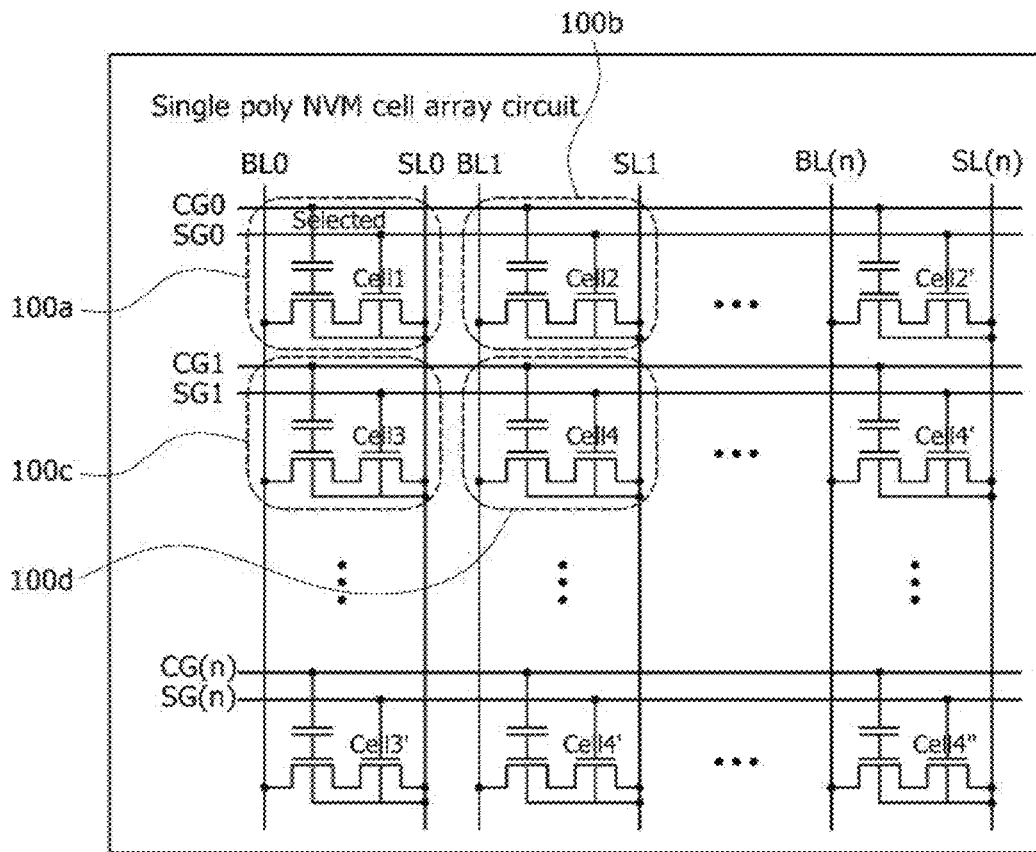 100b
Single poly NVM cell array circuit
BL0 SL0 BL1 SL1 BL(n) SL(n)
CG0
Selected
SG0
Cell1 Cell2 Cell2'
100a
CG1
SG1
Cell3 Cell4 Cell4'
100c
100d
CG(n)
SG(n)
Cell3' Cell4' Cell4"